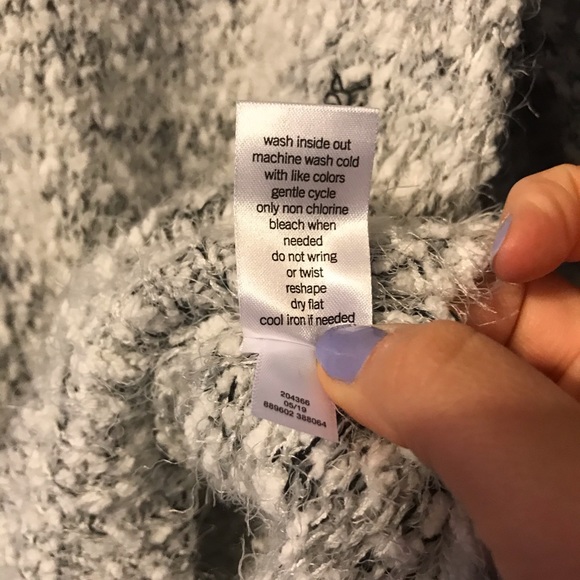 wash inside out
machine wash cold
with like colors
gentle cycle
only non chlorine
bleach when
needed
do not wring
or twist
reshape
dry flat
cool iron if needed
204366
05/19
889602 388064